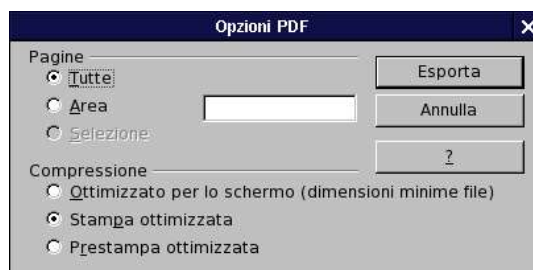 Opzioni PDF
Pagine
Tutte
Area
Selezione
Esporta
Annulla
?
Compressione
Ottimizzato per lo schermo (dimensioni minime file)
Stampa ottimizzata
Prestampa ottimizzata